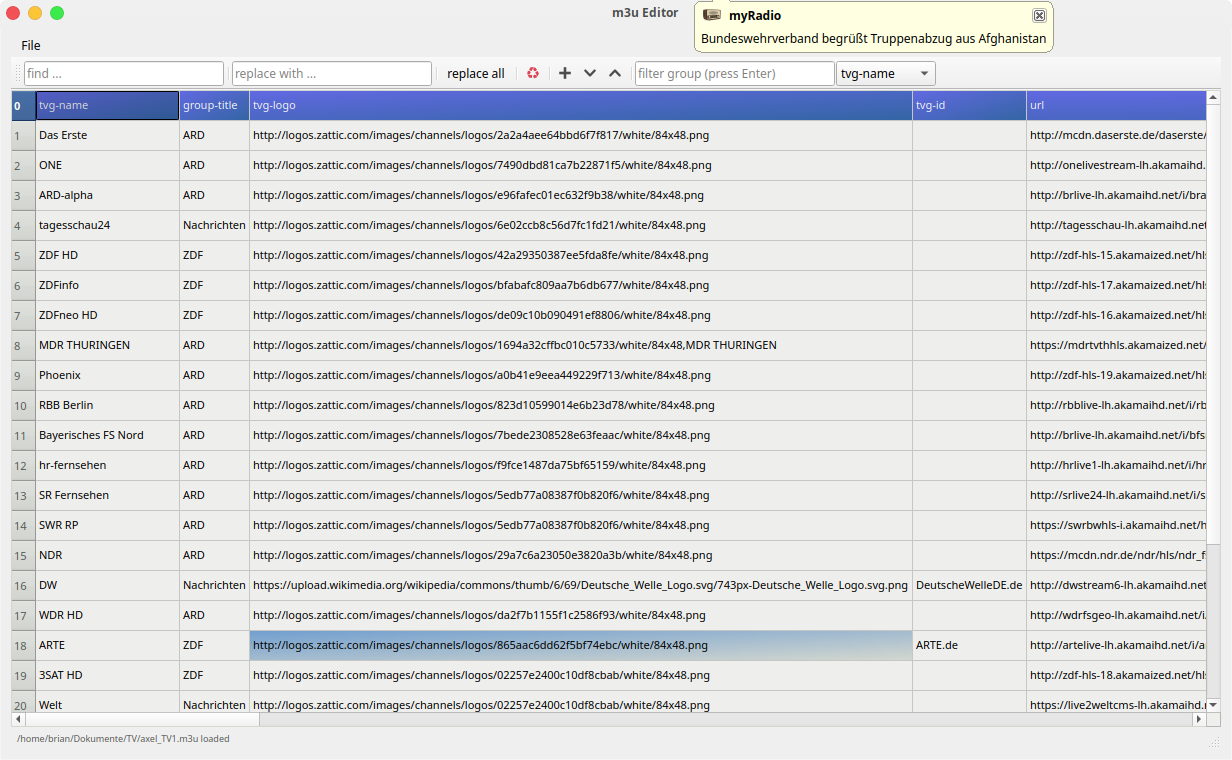 m3u Editor
myRadio
Bundeswehrverband begrüßt Truppenabzug aus Afghanistan
File
find ... replace with ... replace all filter group (press Enter) tvg-name
0 tvg-name group-title tvg-logo tvg-id url
1 Das Erste ARD http://logos.zattic.com/images/channels/logos/2a2a4aee64bbd6f7f817/white/84x48.png http://mcdn.daserste.de/daserste/
2 ONE ARD http://logos.zattic.com/images/channels/logos/7490dbd81ca7b22871f5/white/84x48.png http://onelivestream-lh.akamaihd.
3 ARD-alpha ARD http://logos.zattic.com/images/channels/logos/e96fafec01ec632f9b38/white/84x48.png http://brlive-lh.akamaihd.net/i/bra
4 tagesschau24 Nachrichten http://logos.zattic.com/images/channels/logos/6e02ccb8c56d7fc1fd21/white/84x48.png http://tagesschau-lh.akamaihd.net
5 ZDF HD ZDF http://logos.zattic.com/images/channels/logos/42a29350387ee5fda8fe/white/84x48.png http://zdf-hls-15.akamaized.net/hls
6 ZDFinfo ZDF http://logos.zattic.com/images/channels/logos/bfabafc809aa7b6db677/white/84x48.png http://zdf-hls-17.akamaized.net/hls
7 ZDFneo HD ZDF http://logos.zattic.com/images/channels/logos/de09c10b090491ef8806/white/84x48.png http://zdf-hls-16.akamaized.net/hls
8 MDR THURINGEN ARD http://logos.zattic.com/images/channels/logos/1694a32cffbc010c5733/white/84x48,MDR THURINGEN https://mdrtvthhls.akamaized.net/
9 Phoenix ARD http://logos.zattic.com/images/channels/logos/a0b41e9eea449229f713/white/84x48.png http://zdf-hls-19.akamaized.net/hls
10 RBB Berlin ARD http://logos.zattic.com/images/channels/logos/823d10599014e6b23d78/white/84x48.png http://rbblive-lh.akamaihd.net/i/rb
11 Bayerisches FS Nord ARD http://logos.zattic.com/images/channels/logos/7bede2308528e63feaac/white/84x48.png http://brlive-lh.akamaihd.net/i/bfs
12 hr-fernsehen ARD http://logos.zattic.com/images/channels/logos/f9fce1487da75bf65159/white/84x48.png http://hrlive1-lh.akamaihd.net/i/hr
13 SR Fernsehen ARD http://logos.zattic.com/images/channels/logos/5edb77a08387f0b820f6/white/84x48.png http://srlive24-lh.akamaihd.net/i/s
14 SWR RP ARD http://logos.zattic.com/images/channels/logos/5edb77a08387f0b820f6/white/84x48.png https://swrbwhls-i.akamaihd.net/h
15 NDR ARD http://logos.zattic.com/images/channels/logos/29a7c6a23050e3820a3b/white/84x48.png https://mcdn.ndr.de/ndr/hls/ndr_f
16 DW Nachrichten https://upload.wikimedia.org/wikipedia/commons/thumb/6/69/Deutsche_Welle_Logo.svg/743px-Deutsche_Welle_Logo.svg.png DeutscheWelleDE.de http://dwstream6-lh.akamaihd.net
17 WDR HD ARD http://logos.zattic.com/images/channels/logos/da2f7b1155f1c2586f93/white/84x48.png http://wdrfsgeo-lh.akamaihd.net/i
18 ARTE ZDF http://logos.zattic.com/images/channels/logos/865aac6dd62f5bf74ebc/white/84x48.png ARTE.de http://artelive-lh.akamaihd.net/i/a
19 3SAT HD ZDF http://logos.zattic.com/images/channels/logos/02257e2400c10df8cbab/white/84x48.png http://zdf-hls-18.akamaized.net/hls
20 Welt Nachrichten http://logos.zattic.com/images/channels/logos/02257e2400c10df8cbab/white/84x48.png https://live2weltcms-lh.akamaihd.
/home/brian/Dokumente/TV/axel_TV1.m3u loaded